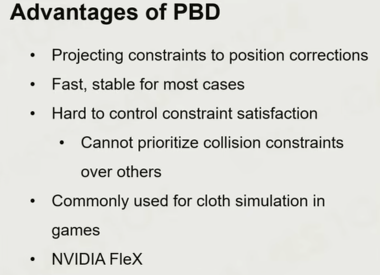 Advantages of PBD
• Projecting constraints to position corrections
• Fast, stable for most cases
• Hard to control constraint satisfaction
• Cannot prioritize collision constraints
over others
• Commonly used for cloth simulation in
games
• NVIDIA FleX